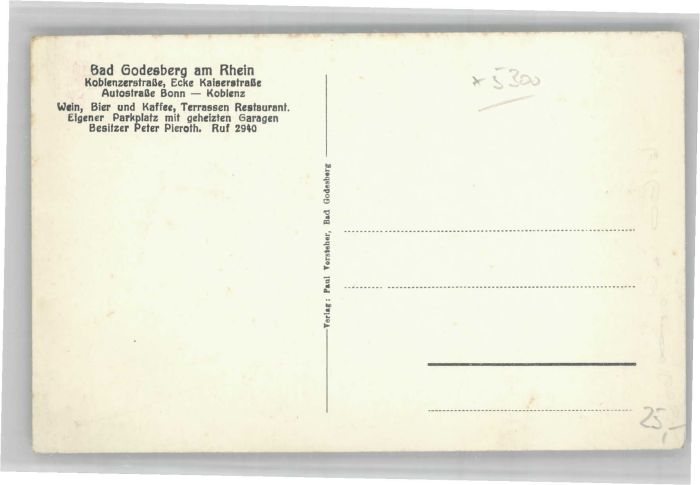 Bad Godesberg am Rhein
Koblenzerstraße, Ecke Kaiserstraße
Autostraße Bonn — Koblenz
Wein, Bier und Kaffee, Terrassen Restaurant.
Eigener Parkplatz mit geheizten Garagen
Besitzer Peter Pieroth. Ruf 2940
Verlag: Paul Vorsteher, Bad Godesberg
* 5300
25,-